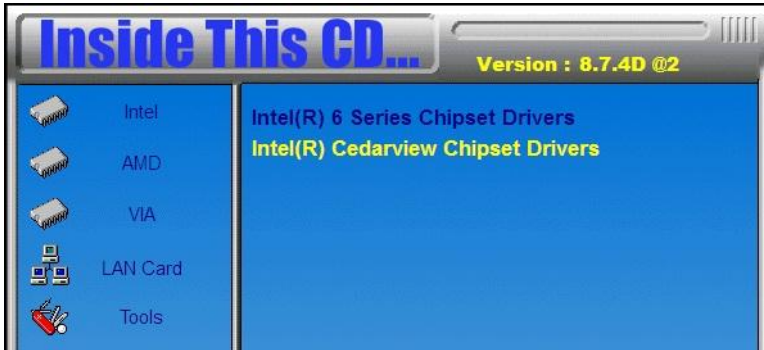 Inside This CD...
Version : 8.7.4D @2
Intel
AMD
VIA
LAN Card
Tools
Intel(R) 6 Series Chipset Drivers
Intel(R) Cedarview Chipset Drivers